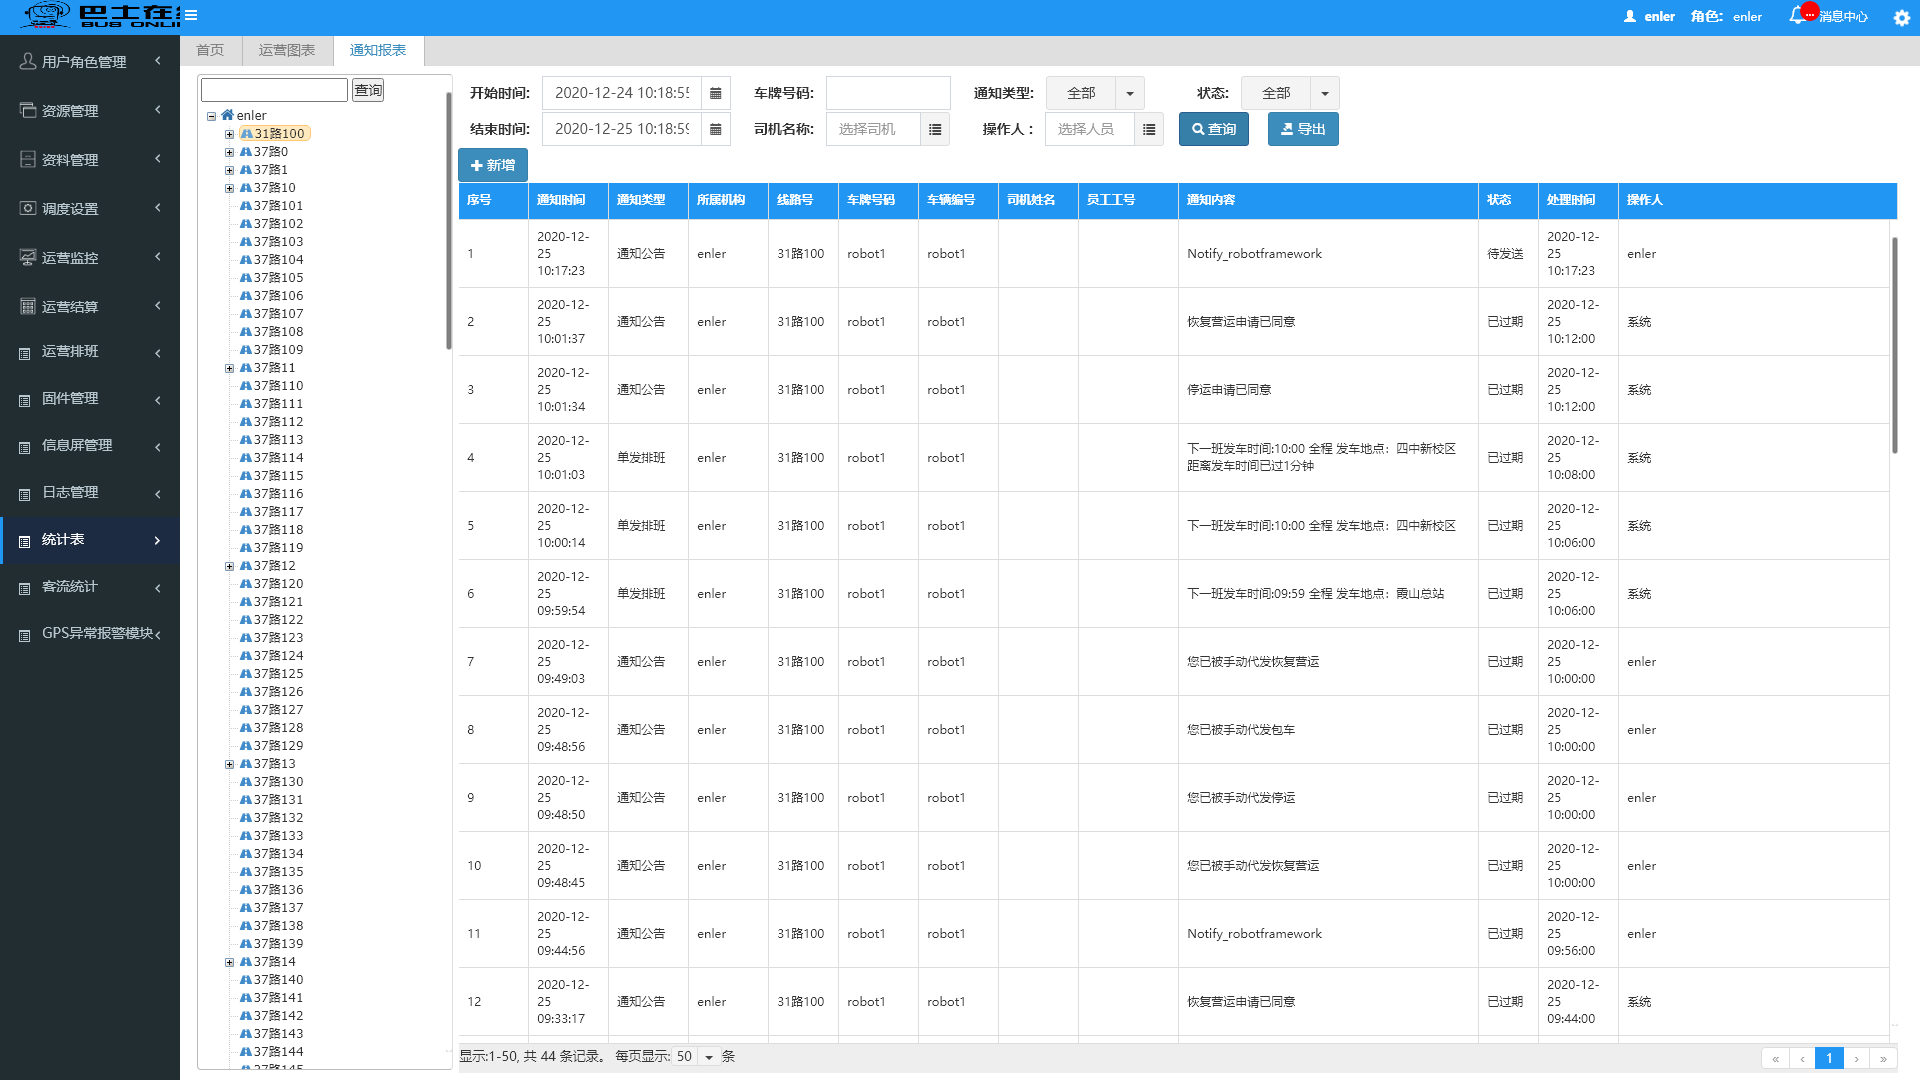 巴士在线
BUS ONLI
enler 角色: enler ... 消息中心
用户角色管理
资源管理
资料管理
调度设置
运营监控
运营结算
运营排班
固件管理
信息屏管理
日志管理
统计表
客流统计
GPS异常报警模块
首页 运营图表 通知报表
查询
enler
31路100
37路0
37路1
37路10
37路101
37路102
37路103
37路104
37路105
37路106
37路107
37路108
37路109
37路11
37路110
37路111
37路112
37路113
37路114
37路115
37路116
37路117
37路118
37路119
37路12
37路120
37路121
37路122
37路123
37路124
37路125
37路126
37路127
37路128
37路129
37路13
37路130
37路131
37路132
37路133
37路134
37路135
37路136
37路137
37路138
37路139
37路14
37路140
37路141
37路142
37路143
37路144
37路145
开始时间: 2020-12-24 10:18:55 车牌号码: 通知类型: 全部 状态: 全部
结束时间: 2020-12-25 10:18:59 司机名称: 选择司机 操作人： 选择人员 查询 导出
新增
序号 通知时间 通知类型 所属机构 线路号 车牌号码 车辆编号 司机姓名 员工工号 通知内容 状态 处理时间 操作人
1 2020-12-25 10:17:23 通知公告 enler 31路100 robot1 robot1 Notify_robotframework 待发送 2020-12-25 10:17:23 enler
2 2020-12-25 10:01:37 通知公告 enler 31路100 robot1 robot1 恢复营运申请已同意 已过期 2020-12-25 10:12:00 系统
3 2020-12-25 10:01:34 通知公告 enler 31路100 robot1 robot1 停运申请已同意 已过期 2020-12-25 10:12:00 系统
4 2020-12-25 10:01:03 单发排班 enler 31路100 robot1 robot1 下一班发车时间:10:00 全程 发车地点：四中新校区 距离发车时间已过1分钟 已过期 2020-12-25 10:08:00 系统
5 2020-12-25 10:00:14 单发排班 enler 31路100 robot1 robot1 下一班发车时间:10:00 全程 发车地点：四中新校区 已过期 2020-12-25 10:06:00 系统
6 2020-12-25 09:59:54 单发排班 enler 31路100 robot1 robot1 下一班发车时间:09:59 全程 发车地点：霞山总站 已过期 2020-12-25 10:06:00 系统
7 2020-12-25 09:49:03 通知公告 enler 31路100 robot1 robot1 您已被手动代发恢复营运 已过期 2020-12-25 10:00:00 enler
8 2020-12-25 09:48:56 通知公告 enler 31路100 robot1 robot1 您已被手动代发包车 已过期 2020-12-25 10:00:00 enler
9 2020-12-25 09:48:50 通知公告 enler 31路100 robot1 robot1 您已被手动代发停运 已过期 2020-12-25 10:00:00 enler
10 2020-12-25 09:48:45 通知公告 enler 31路100 robot1 robot1 您已被手动代发恢复营运 已过期 2020-12-25 10:00:00 enler
11 2020-12-25 09:44:56 通知公告 enler 31路100 robot1 robot1 Notify_robotframework 已过期 2020-12-25 09:56:00 enler
12 2020-12-25 09:33:17 通知公告 enler 31路100 robot1 robot1 恢复营运申请已同意 已过期 2020-12-25 09:44:00 系统
显示:1-50, 共 44 条记录。 每页显示: 50 条
« ‹ 1 › »